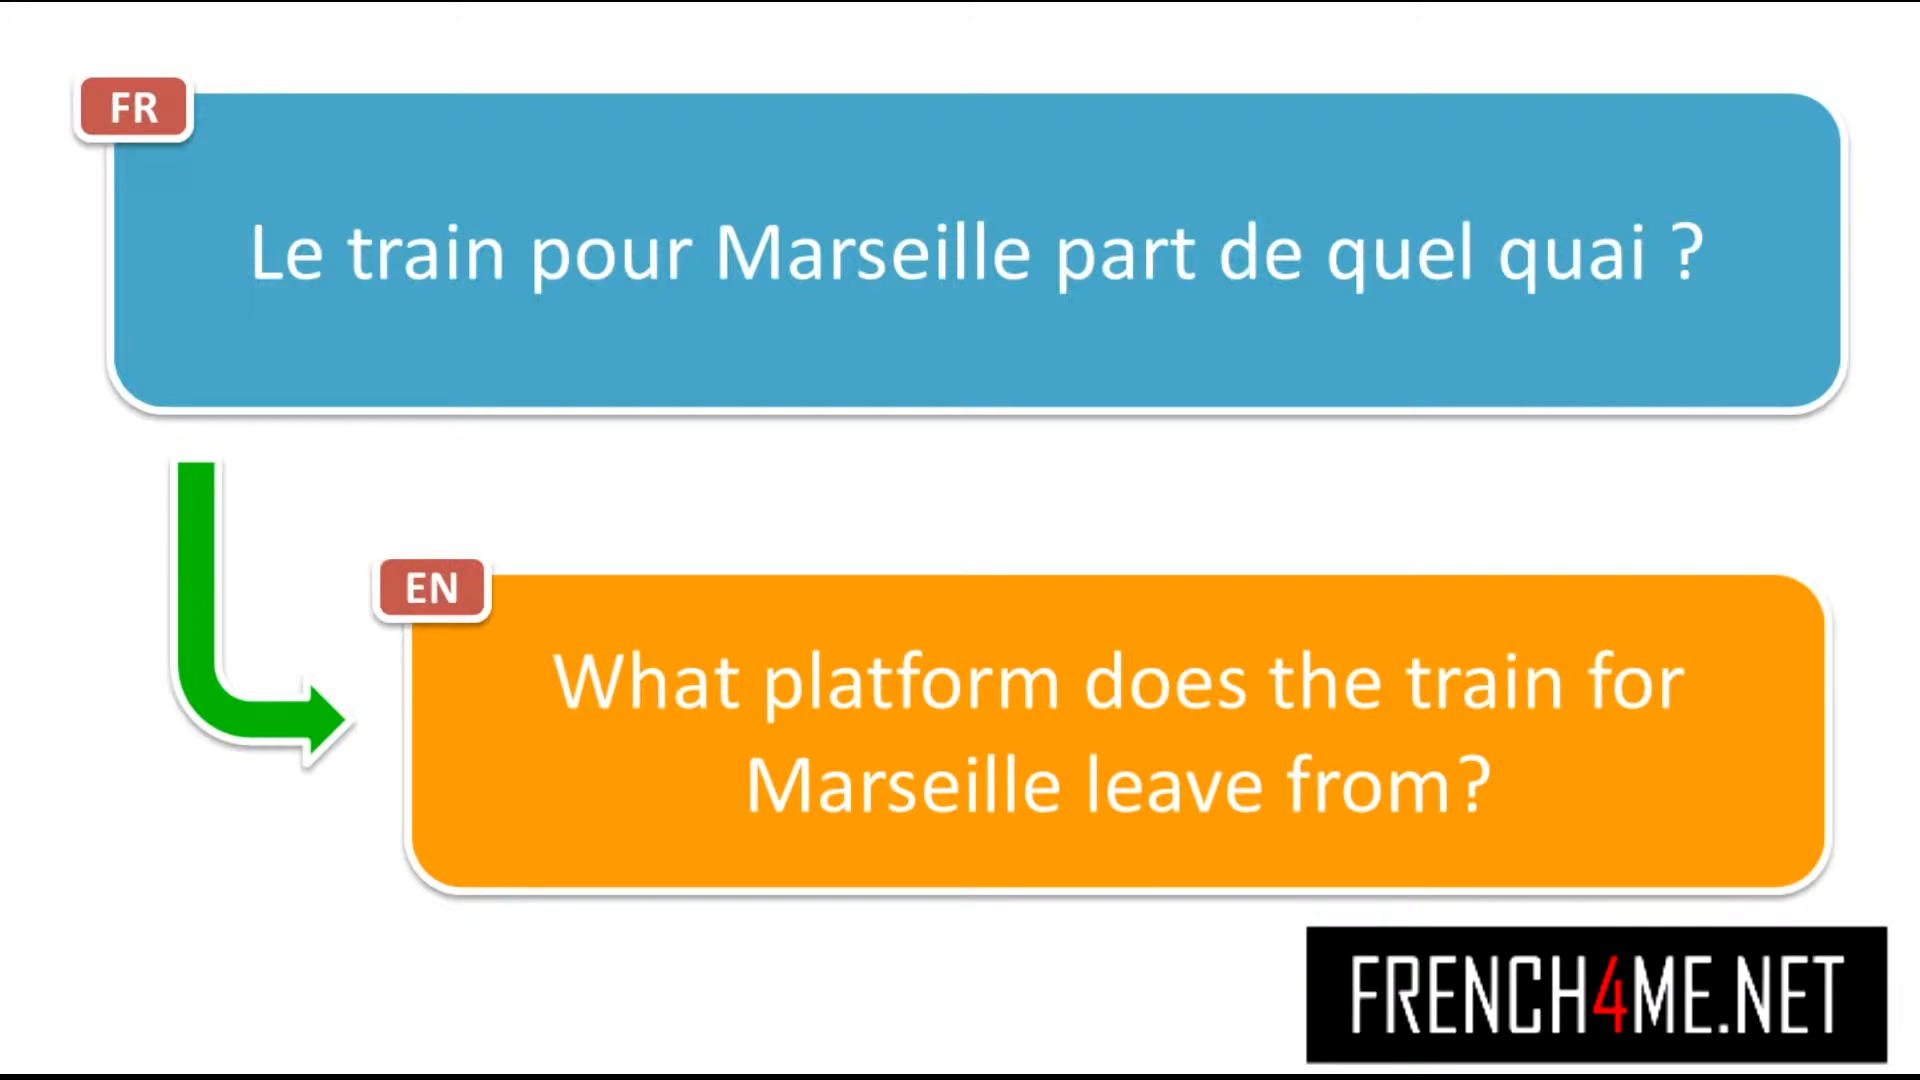 FR
Le train pour Marseille part de quel quai ?
EN
What platform does the train for
Marseille leave from?
FRENCH4ME.NET